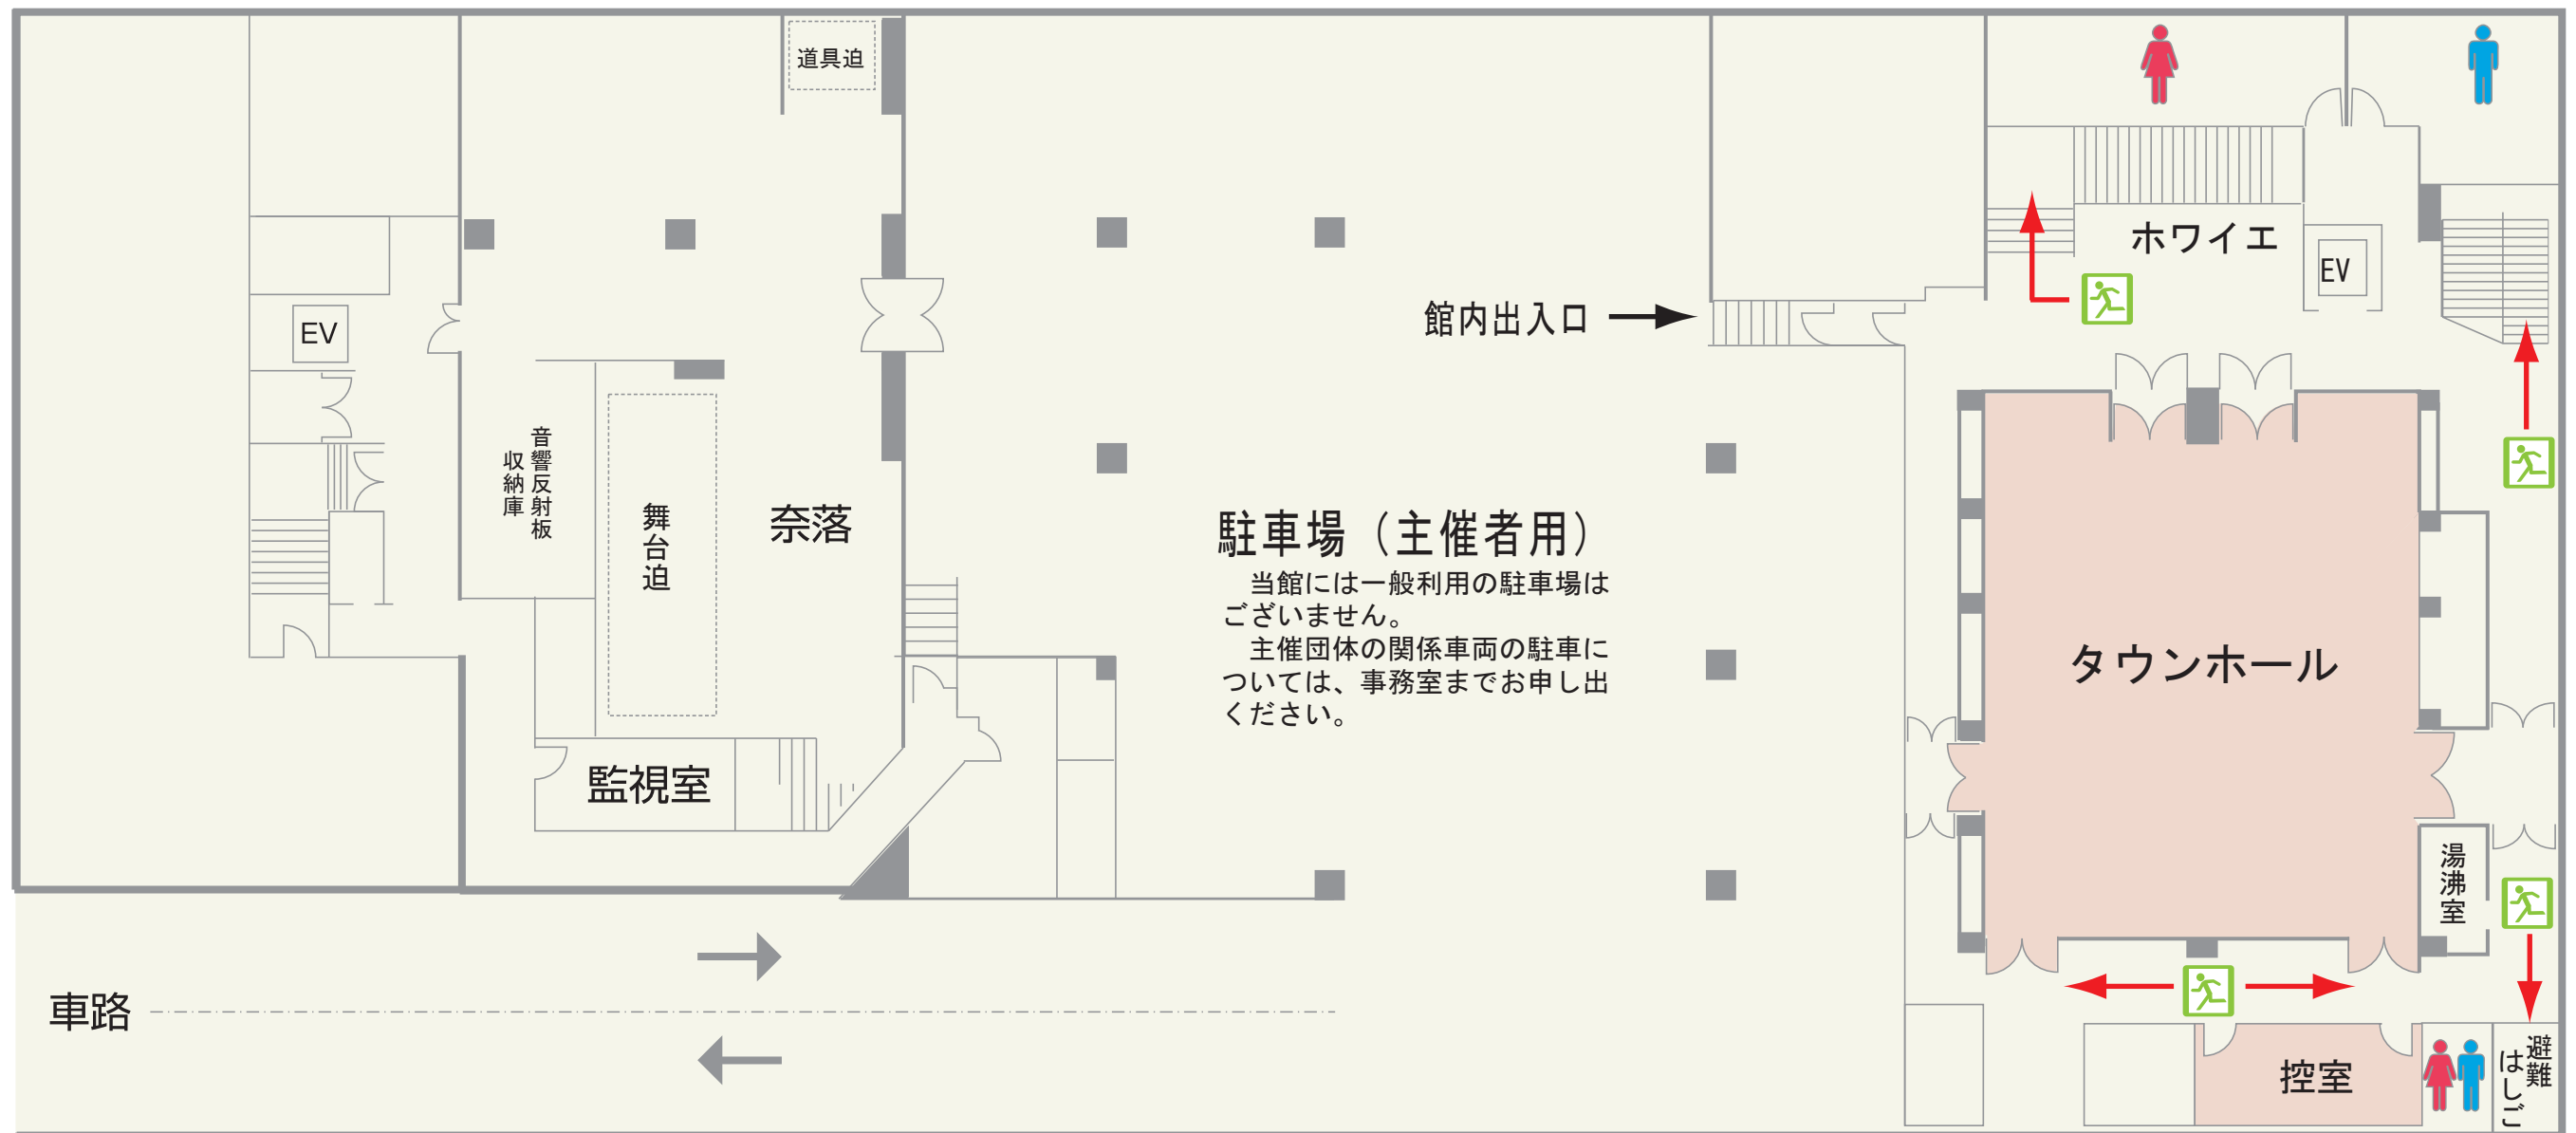 道具迫
ホワイエ
EV
館内出入口
EV
音響反射板
収納庫
舞台迫
奈落
駐車場（主催者用）
当館には一般利用の駐車場は
ございません。
主催団体の関係車両の駐車に
ついては、事務室までお申し出
ください。
タウンホール
監視室
湯沸室
車路
控室
避難
はしご